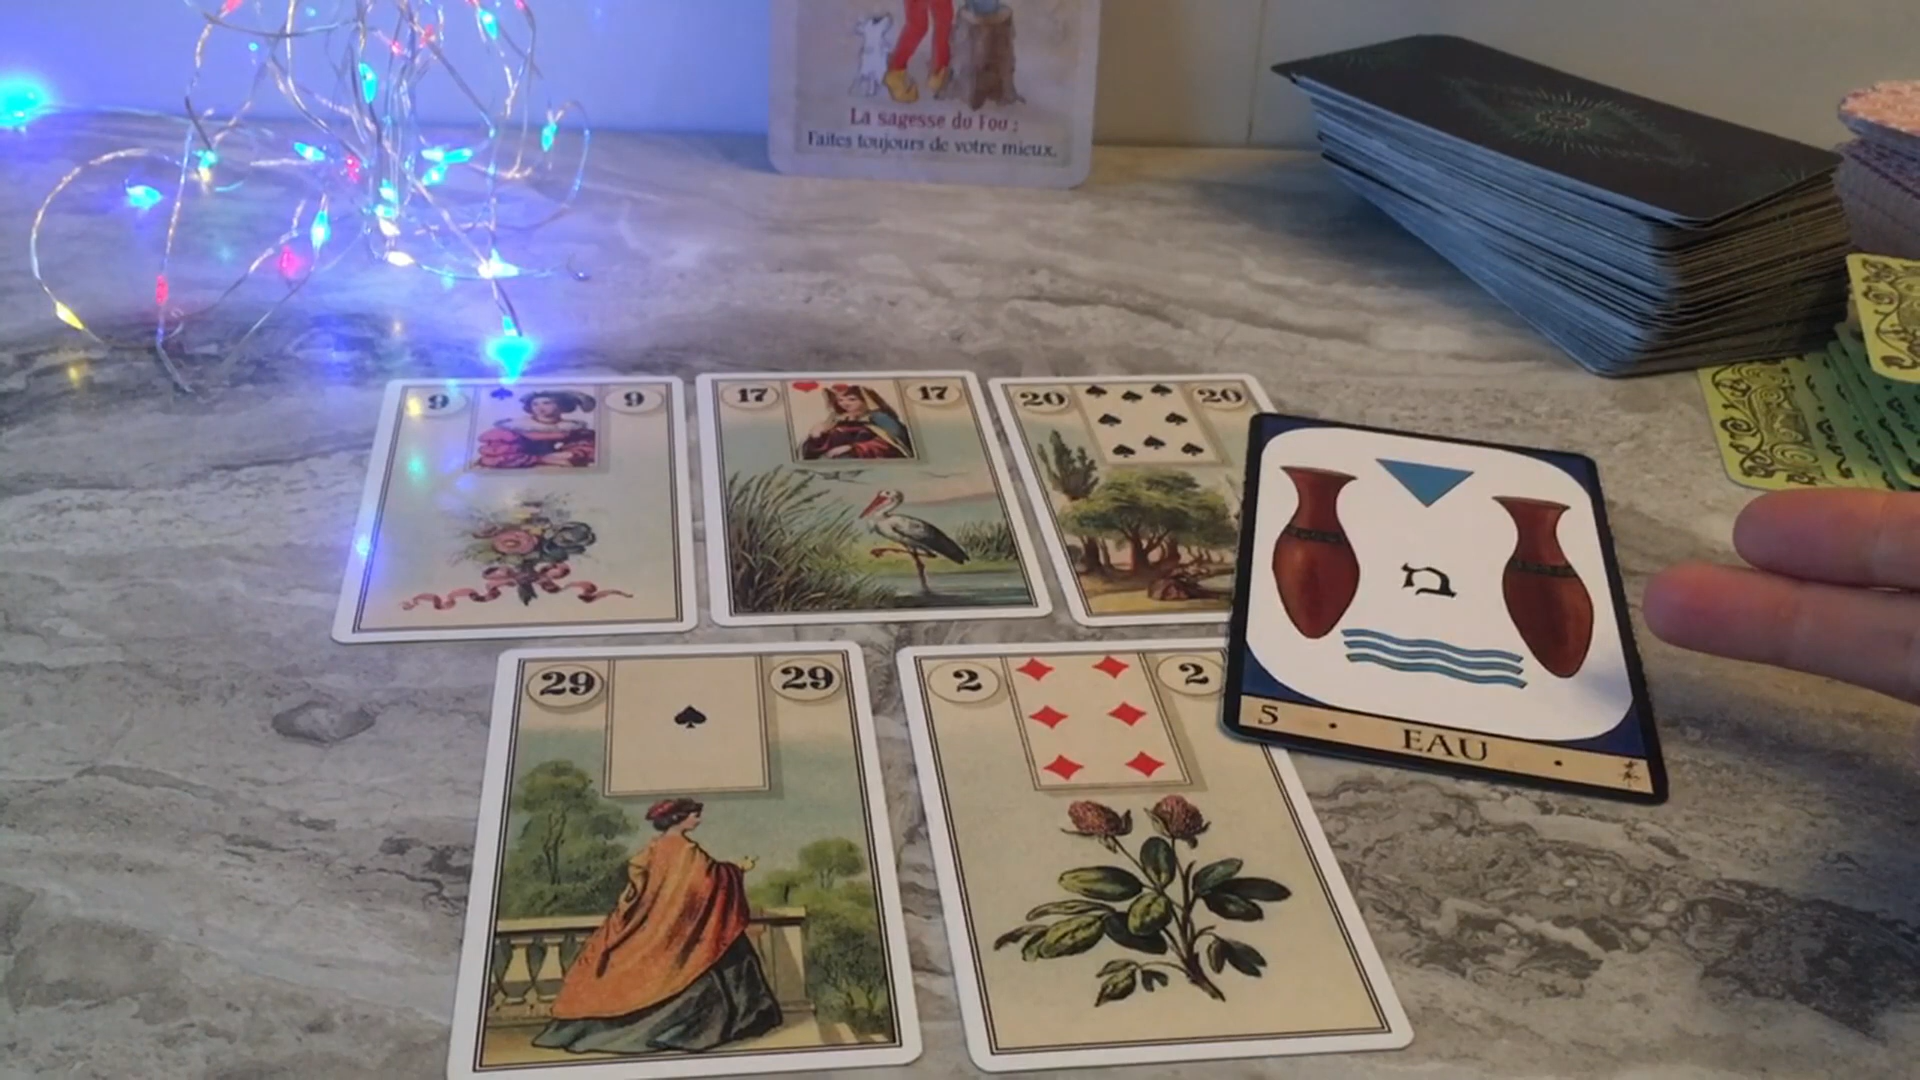 La sagesse du Fou :
Faites toujours de votre mieux.
9 9
17 17
20 20
מ
5 • EAU •
29 29
2 2